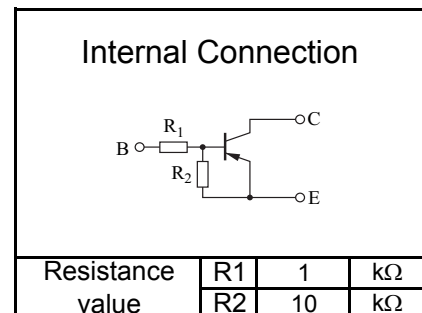 Internal Connection
C
R₁
B
R₂
E
Resistance value R1 1 kΩ
R2 10 kΩ